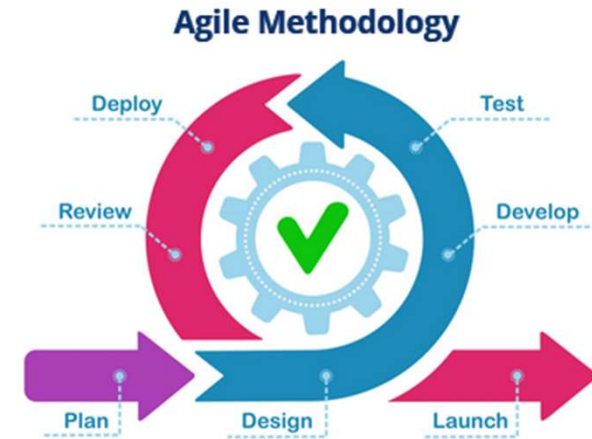 Agile Methodology
Deploy
Test
Review
Develop
Plan
Design
Launch